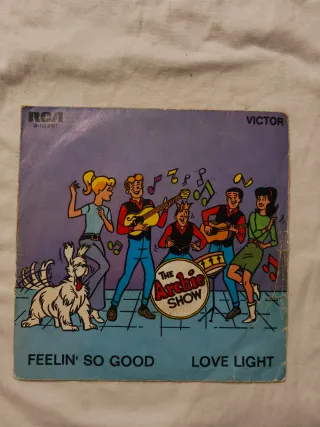 RCA
VICTOR
THE
Archie
SHOW
FEELIN' SO GOOD
LOVE LIGHT